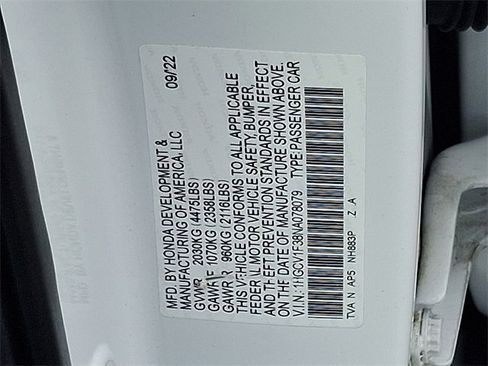 MFD. BY HONDA DEVELOPMENT & 09/22
MANUFACTURING OF AMERICA, LLC
GVWR 2030KG (4475LBS)
GAWR F 1070KG (2358LBS)
GAWR R 960KG (2116LBS)
THIS VEHICLE CONFORMS TO ALL APPLICABLE
FEDERAL MOTOR VEHICLE SAFETY, BUMPER,
AND THEFT PREVENTION STANDARDS IN EFFECT
ON THE DATE OF MANUFACTURE SHOWN ABOVE.
V.I.N.: 1HGCV1F38NA078079 TYPE:PASSENGER CAR
TVA N AP5 NH883P Z A